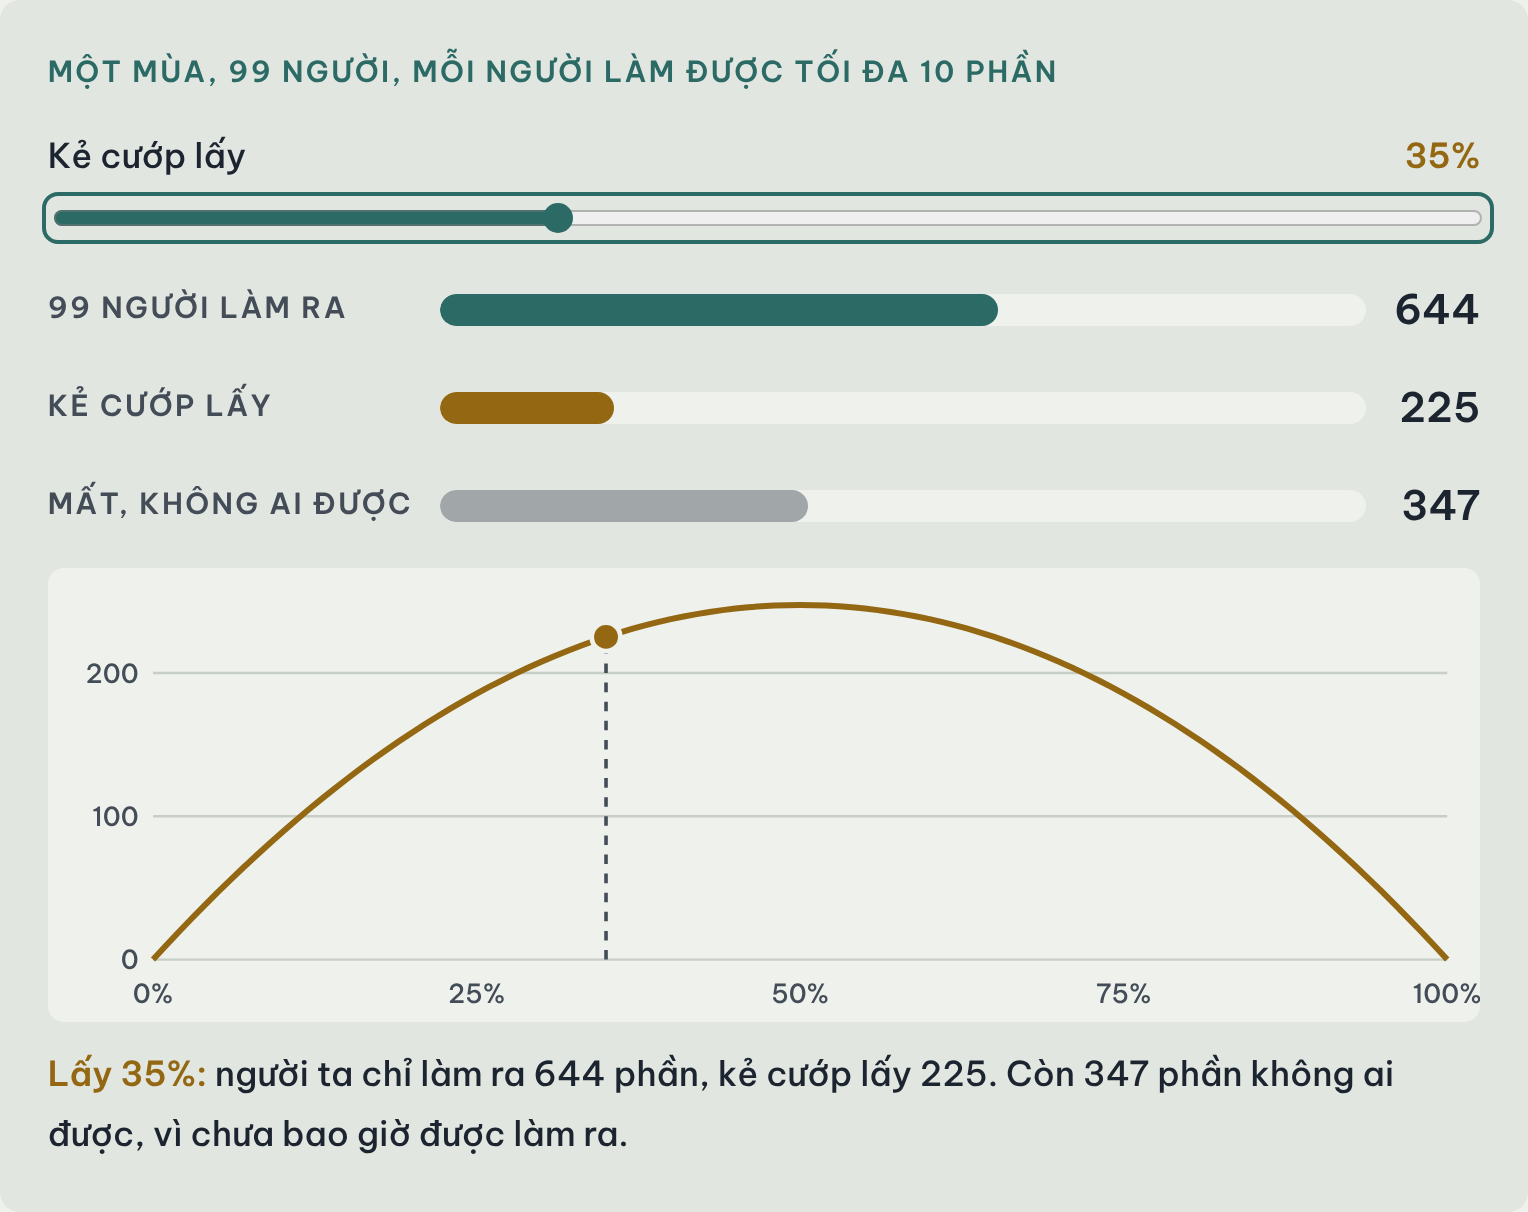 MỘT MÙA, 99 NGƯỜI, MỖI NGƯỜI LÀM ĐƯỢC TỐI ĐA 10 PHẦN
Kẻ cướp lấy 35%
99 NGƯỜI LÀM RA 644
KẺ CƯỚP LẤY 225
MẤT, KHÔNG AI ĐƯỢC 347
200
100
0
0% 25% 50% 75% 100%
Lấy 35%: người ta chỉ làm ra 644 phần, kẻ cướp lấy 225. Còn 347 phần không ai
được, vì chưa bao giờ được làm ra.